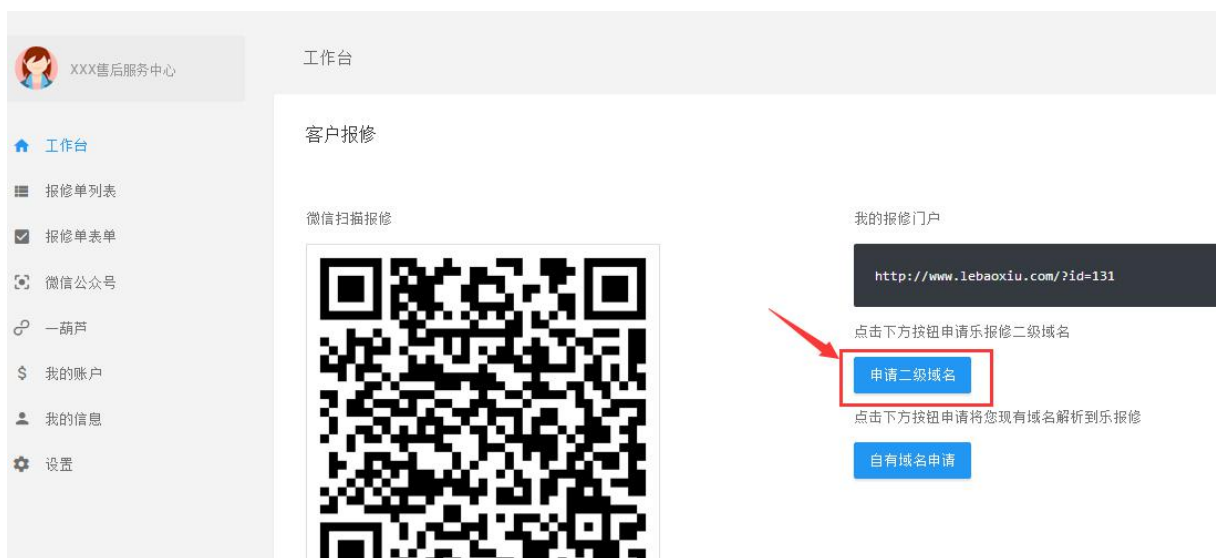 XXX售后服务中心
工作台
报修单列表
报修单表单
微信公众号
一葫芦
我的账户
我的信息
设置
工作台
客户报修
微信扫描报修
我的报修门户
http://www.lebaoxiu.com/?id=131
点击下方按钮申请乐报修二级域名
申请二级域名
点击下方按钮申请将您现有域名解析到乐报修
自有域名申请